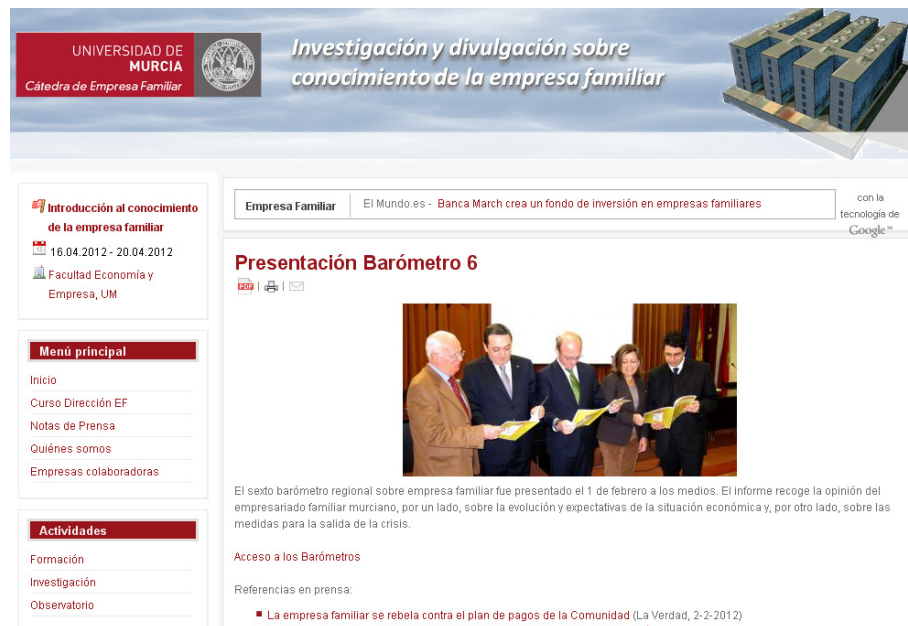 UNIVERSIDAD DE
MURCIA
Cátedra de Empresa Familiar
Investigación y divulgación sobre
conocimiento de la empresa familiar
Introducción al conocimiento
de la empresa familiar
16.04.2012 - 20.04.2012
Facultad Economía y
Empresa, UM
Menú principal
Inicio
Curso Dirección EF
Notas de Prensa
Quiénes somos
Empresas colaboradoras
Actividades
Formación
Investigación
Observatorio
Empresa Familiar El Mundo.es - Banca March crea un fondo de inversión en empresas familiares
con la
tecnología de
Google™
Presentación Barómetro 6
PDF | |
El sexto barómetro regional sobre empresa familiar fue presentado el 1 de febrero a los medios. El informe recoge la opinión del
empresariado familiar murciano, por un lado, sobre la evolución y expectativas de la situación económica y, por otro lado, sobre las
medidas para la salida de la crisis.
Acceso a los Barómetros
Referencias en prensa:
La empresa familiar se rebela contra el plan de pagos de la Comunidad (La Verdad, 2-2-2012)